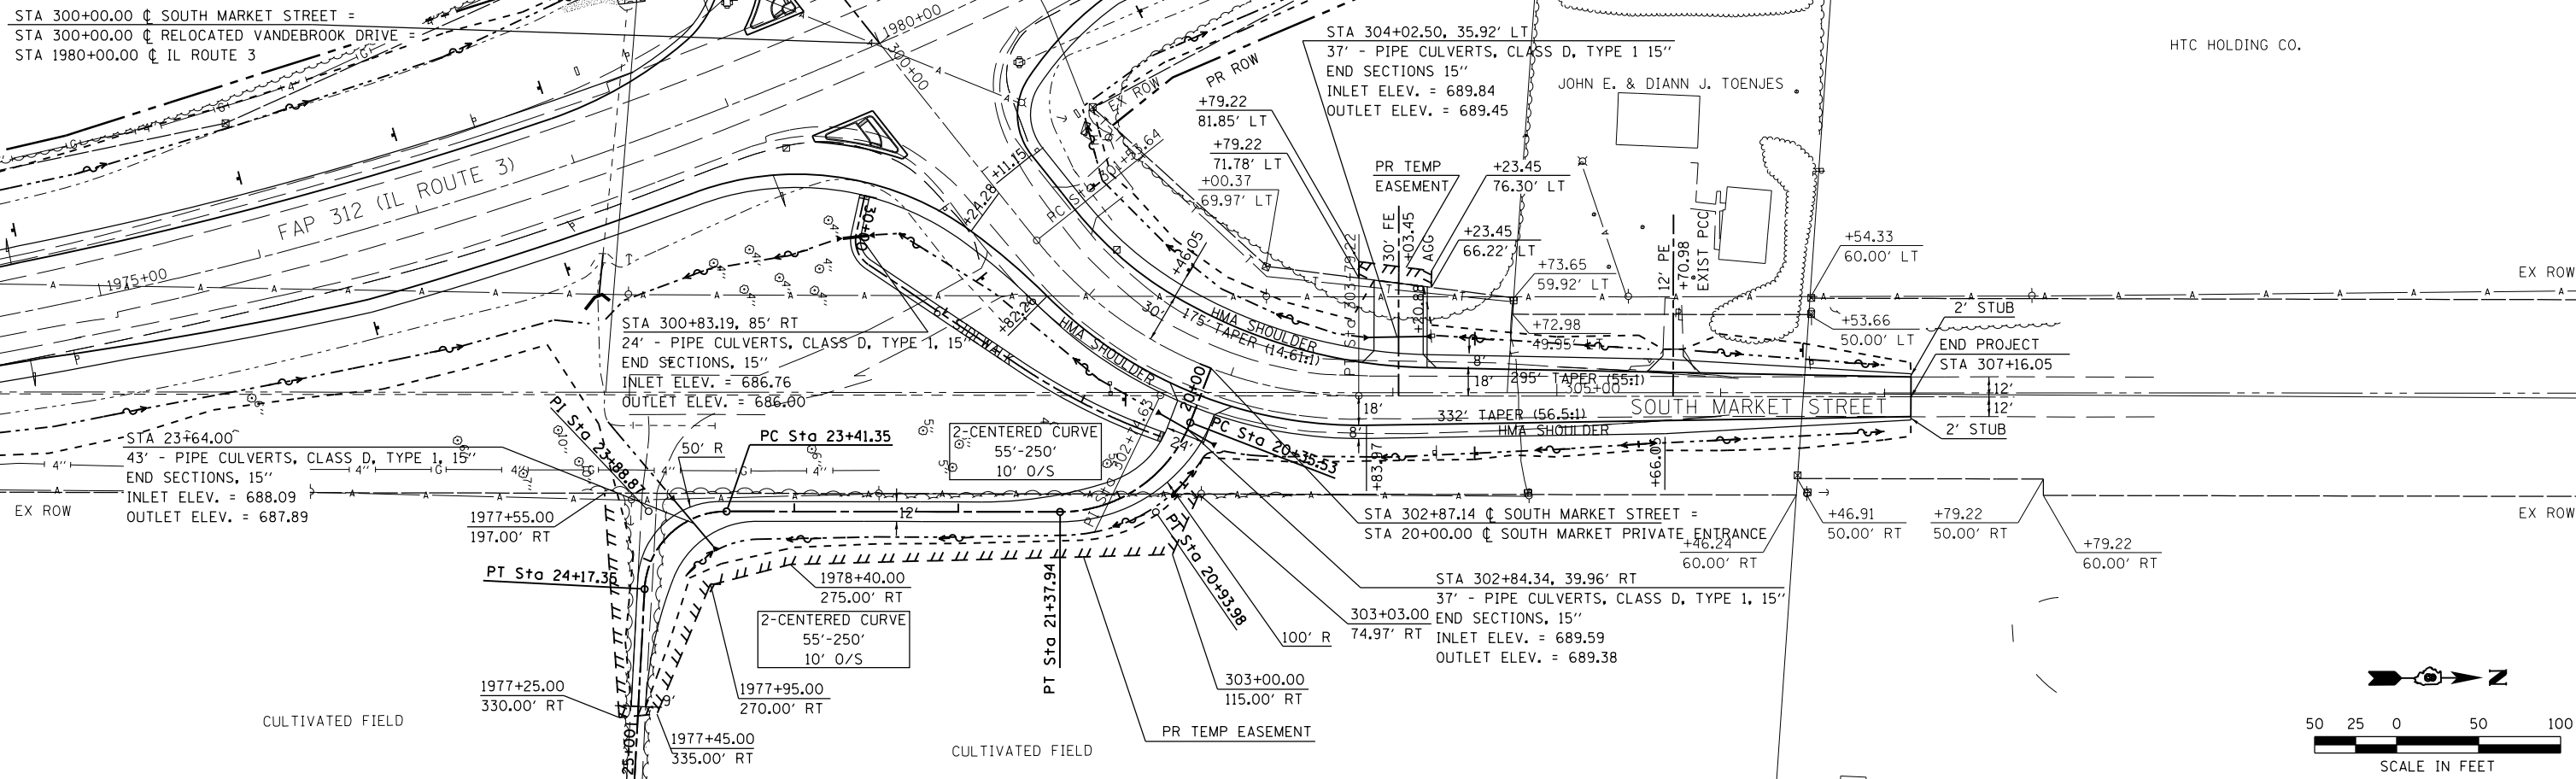 STA 300+00.00 ℄ SOUTH MARKET STREET =
STA 300+00.00 ℄ RELOCATED VANDEBROOK DRIVE =
STA 1980+00.00 ℄ IL ROUTE 3
1980+00
300+00
FAP 312 (IL ROUTE 3)
1975+00
EX ROW
PR ROW
STA 304+02.50, 35.92' LT
37' - PIPE CULVERTS, CLASS D, TYPE 1 15''
END SECTIONS 15''
INLET ELEV. = 689.84
OUTLET ELEV. = 689.45
JOHN E. & DIANN J. TOENJES
HTC HOLDING CO.
+79.22
81.85' LT
+79.22
71.78' LT
+00.37
69.97' LT
PR TEMP
EASEMENT
+23.45
76.30' LT
+23.45
66.22' LT
+73.65
59.92' LT
+72.98
49.95' LT
+54.33
60.00' LT
+53.66
50.00' LT
EX ROW
2' STUB
END PROJECT
STA 307+16.05
12'
12'
2' STUB
30' FE
+03.45
AGG
+20.88
12' PE
+70.98
EXIST PCC
+11.15
+24.28
+46.05
30'
+82.26
HMA SHOULDER
175' TAPER (14.61:1)
HMA SHOULDER
6' SIDEWALK
8'
18'
295' TAPER (55:1)
305+00
SOUTH MARKET STREET
18'
332' TAPER (56.5:1)
8'
HMA SHOULDER
+83.97
+66.05
STA 300+83.19, 85' RT
24' - PIPE CULVERTS, CLASS D, TYPE 1, 15''
END SECTIONS, 15''
INLET ELEV. = 686.76
OUTLET ELEV. = 686.00
20+00
24'
PC Sta 20+35.53
PI Sta 23+88.87
PC Sta 23+41.35
50' R
2-CENTERED CURVE
55'-250'
10' O/S
STA 23+64.00
43' - PIPE CULVERTS, CLASS D, TYPE 1, 15''
END SECTIONS, 15''
INLET ELEV. = 688.09
OUTLET ELEV. = 687.89
EX ROW
1977+55.00
197.00' RT
12'
PT Sta 24+17.35
PI Sta 20+93.98
PT Sta 21+37.94
STA 302+87.14 ℄ SOUTH MARKET STREET =
STA 20+00.00 ℄ SOUTH MARKET PRIVATE ENTRANCE
+46.24
60.00' RT
+46.91
50.00' RT
+79.22
50.00' RT
+79.22
60.00' RT
EX ROW
STA 302+84.34, 39.96' RT
37' - PIPE CULVERTS, CLASS D, TYPE 1, 15''
END SECTIONS, 15''
INLET ELEV. = 689.59
OUTLET ELEV. = 689.38
303+03.00
74.97' RT
100' R
303+00.00
115.00' RT
PR TEMP EASEMENT
1978+40.00
275.00' RT
2-CENTERED CURVE
55'-250'
10' O/S
1977+25.00
330.00' RT
1977+95.00
270.00' RT
1977+45.00
335.00' RT
9'
25+00
CULTIVATED FIELD
CULTIVATED FIELD
N
50 25 0 50 100
SCALE IN FEET